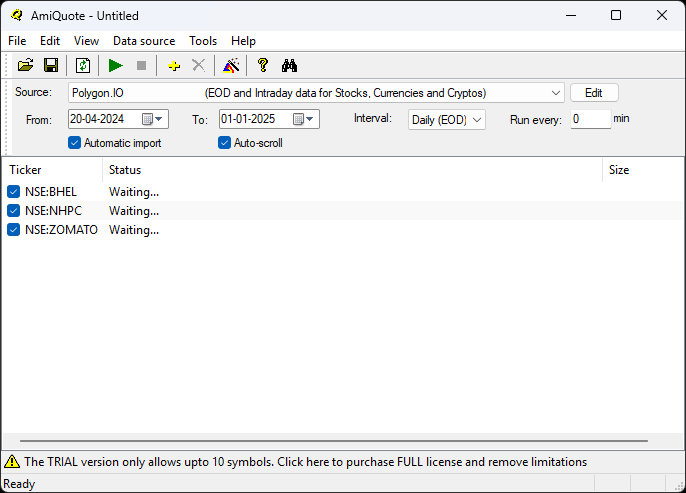 AmiQuote - Untitled
File Edit View Data source Tools Help
Source: Polygon.IO (EOD and Intraday data for Stocks, Currencies and Cryptos) Edit
From: 20-04-2024 To: 01-01-2025 Interval: Daily (EOD) Run every: 0 min
Automatic import Auto-scroll
Ticker Status Size
NSE:BHEL Waiting...
NSE:NHPC Waiting...
NSE:ZOMATO Waiting...
The TRIAL version only allows upto 10 symbols. Click here to purchase FULL license and remove limitations
Ready